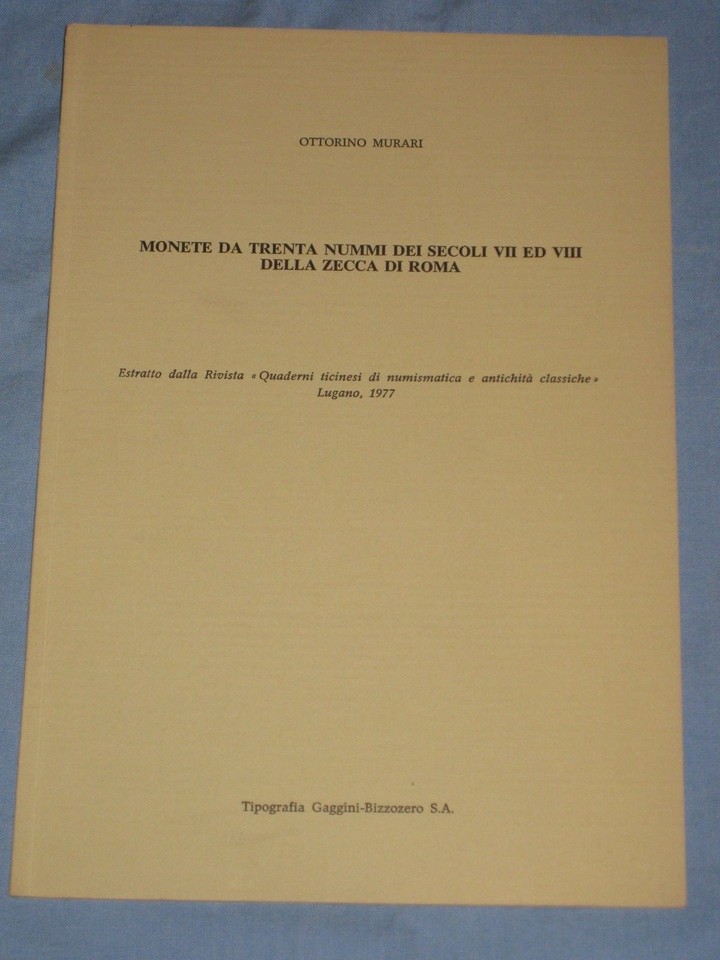 OTTORINO MURARI
MONETE DA TRENTA NUMMI DEI SECOLI VII ED VIII
DELLA ZECCA DI ROMA
Estratto dalla Rivista « Quaderni ticinesi di numismatica e antichità classiche »
Lugano, 1977
Tipografia Gaggini-Bizzozero S.A.